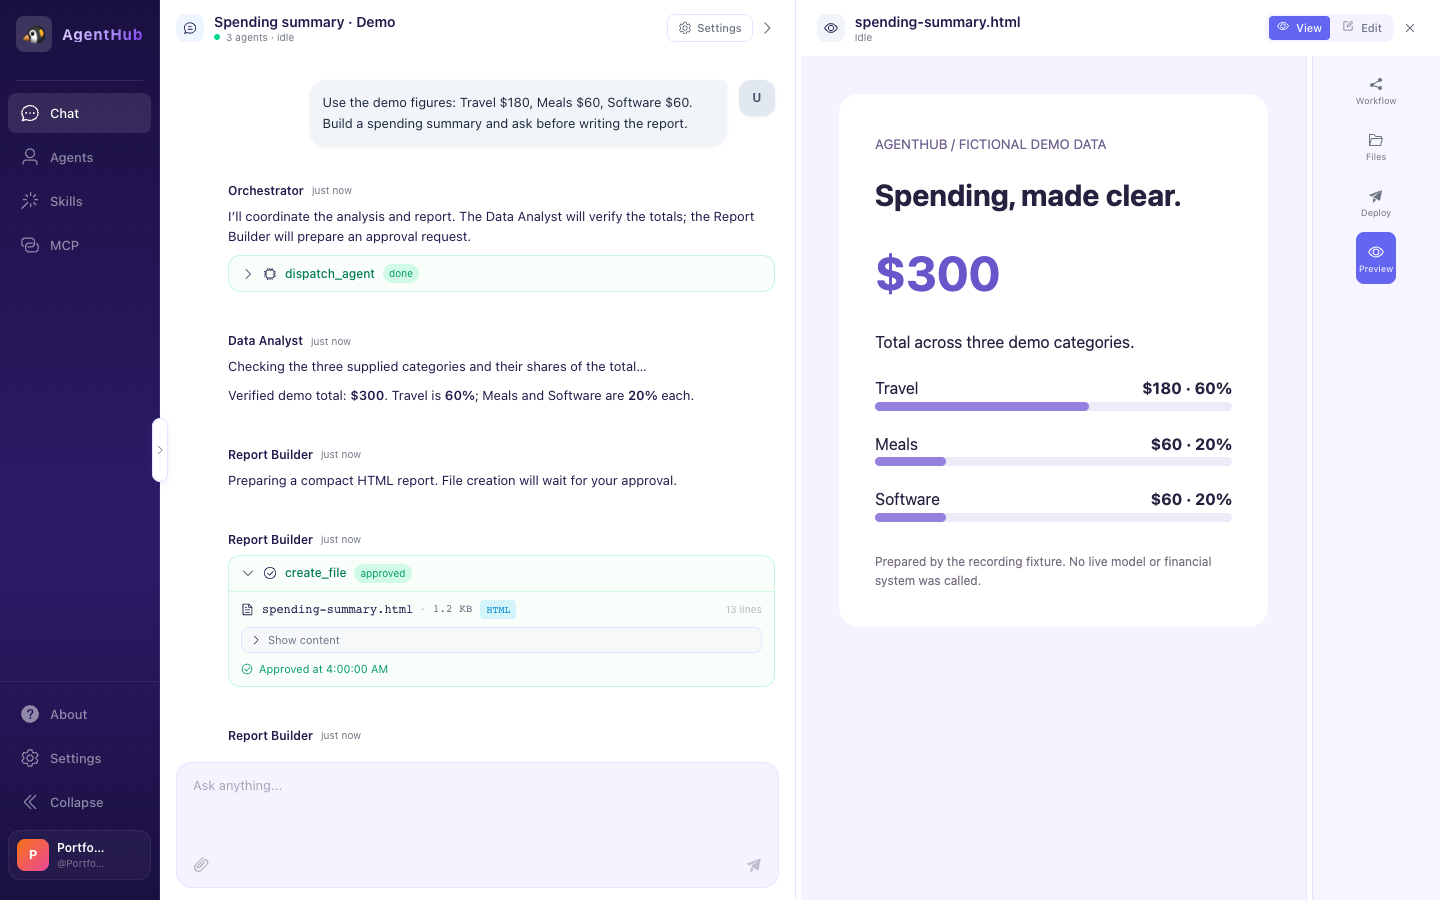 AgentHub
Chat
Agents
Skills
MCP
About
Settings
Collapse
P
Portfo...
@Portfo...
Spending summary · Demo
3 agents · Idle
Settings
Use the demo figures: Travel $180, Meals $60, Software $60.
Build a spending summary and ask before writing the report.
U
Orchestrator just now
I'll coordinate the analysis and report. The Data Analyst will verify the totals; the Report
Builder will prepare an approval request.
dispatch_agent done
Data Analyst just now
Checking the three supplied categories and their shares of the total...
Verified demo total: $300. Travel is 60%; Meals and Software are 20% each.
Report Builder just now
Preparing a compact HTML report. File creation will wait for your approval.
Report Builder just now
create_file approved
spending-summary.html · 1.2 KB HTML 13 lines
Show content
Approved at 4:00:00 AM
Report Builder just now
Ask anything...
spending-summary.html
Idle
View
Edit
AGENTHUB / FICTIONAL DEMO DATA
Spending, made clear.
$300
Total across three demo categories.
Travel $180 · 60%
Meals $60 · 20%
Software $60 · 20%
Prepared by the recording fixture. No live model or financial
system was called.
Workflow
Files
Deploy
Preview